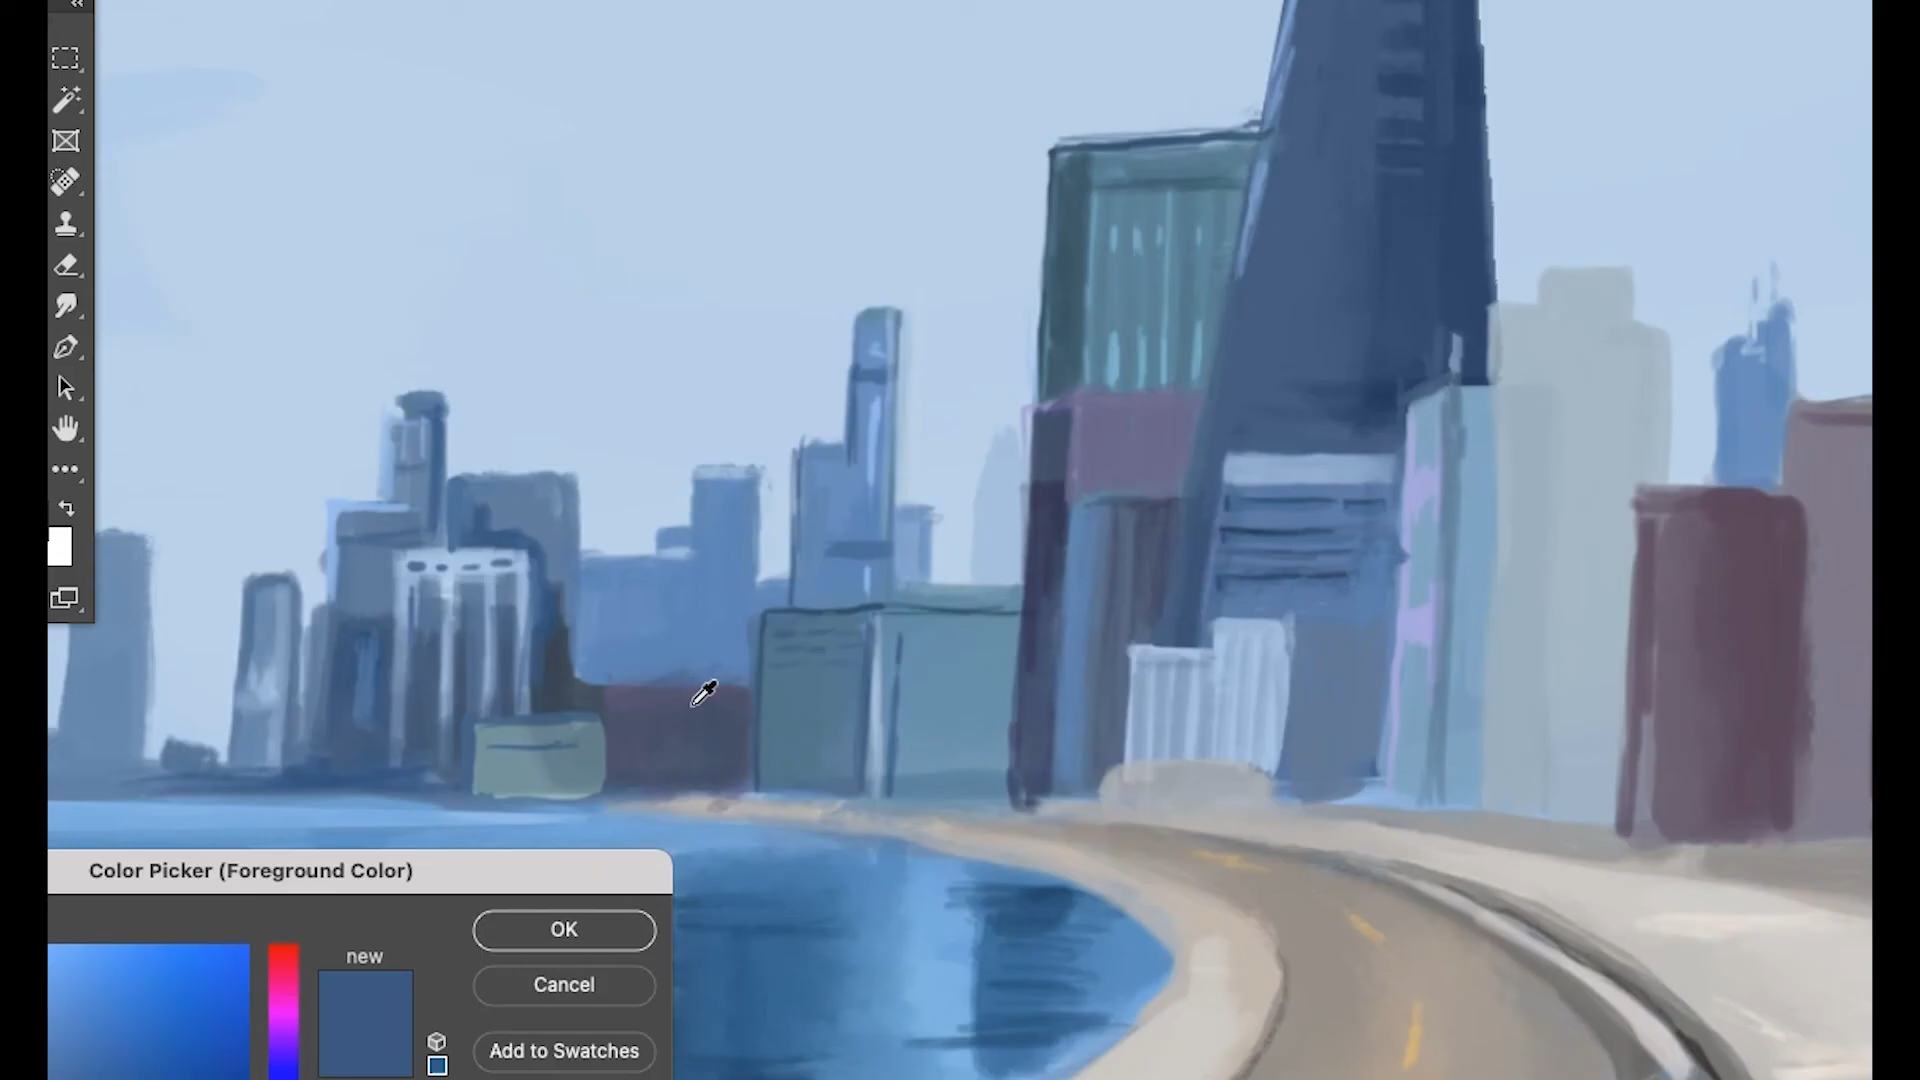 Color Picker (Foreground Color)
OK
new
Cancel
Add to Swatches